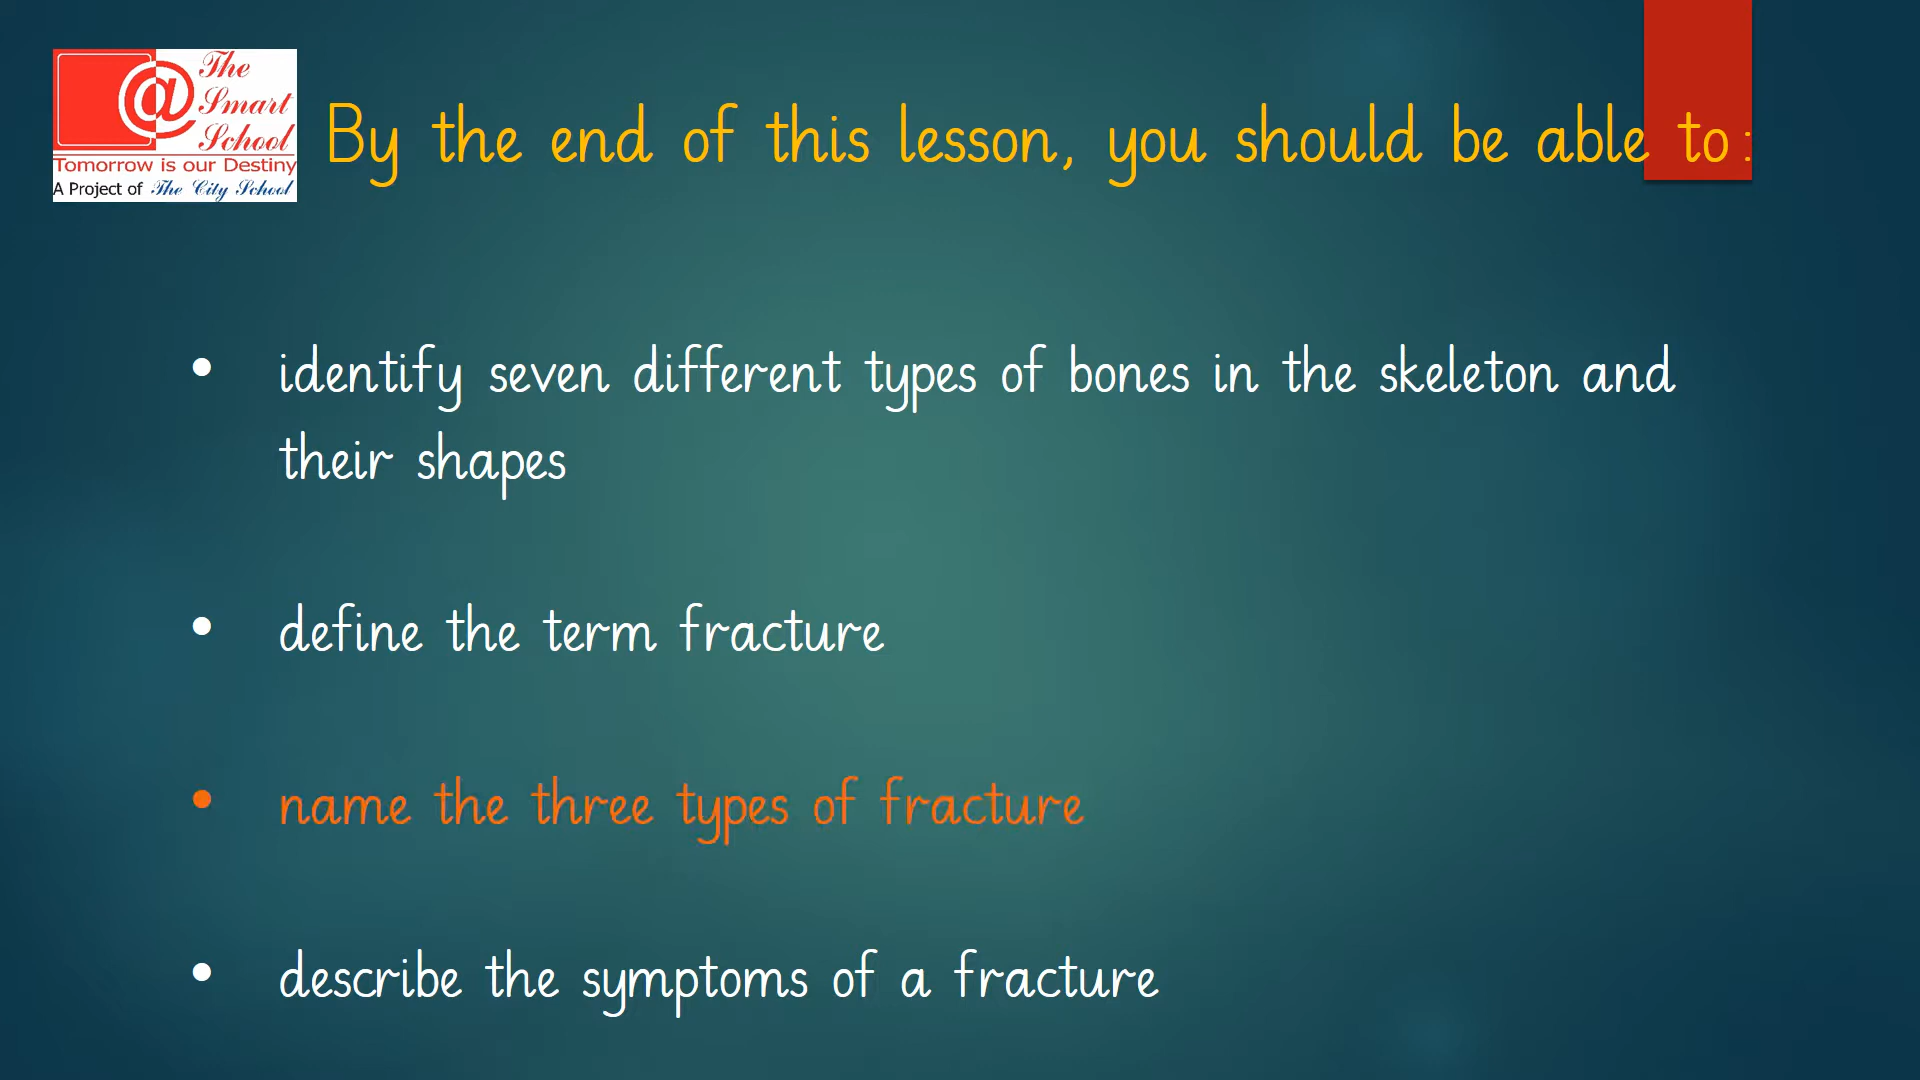 The
Smart
School
Tomorrow is our Destiny
A Project of The City School
By the end of this lesson, you should be able to:
• identify seven different types of bones in the skeleton and
their shapes
• define the term fracture
• name the three types of fracture
• describe the symptoms of a fracture